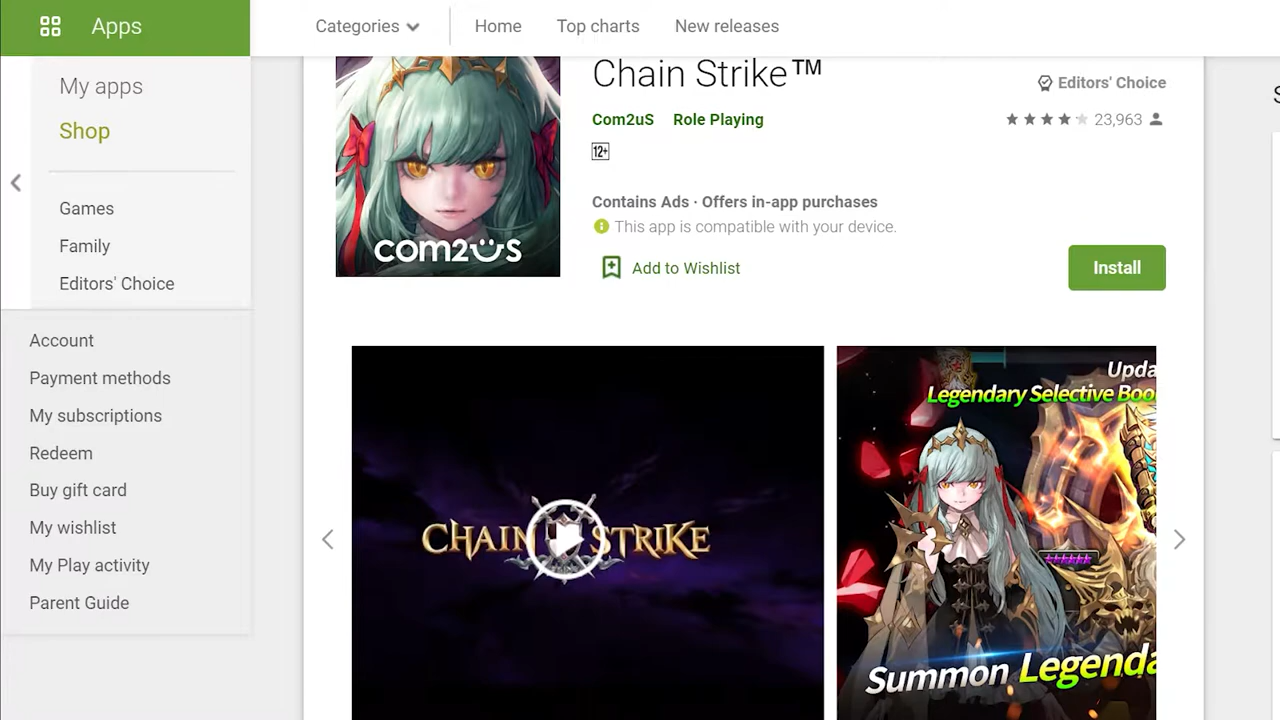 Apps
Categories
Home
Top charts
New releases
My apps
Shop
Games
Family
Editors' Choice
Account
Payment methods
My subscriptions
Redeem
Buy gift card
My wishlist
My Play activity
Parent Guide
com2us
Chain Strike™
Editors' Choice
Com2uS Role Playing
23,963
12+
Contains Ads · Offers in-app purchases
This app is compatible with your device.
Add to Wishlist
Install
CHAIN STRIKE
Upda
Legendary Selective Boo
Summon Legenda
S